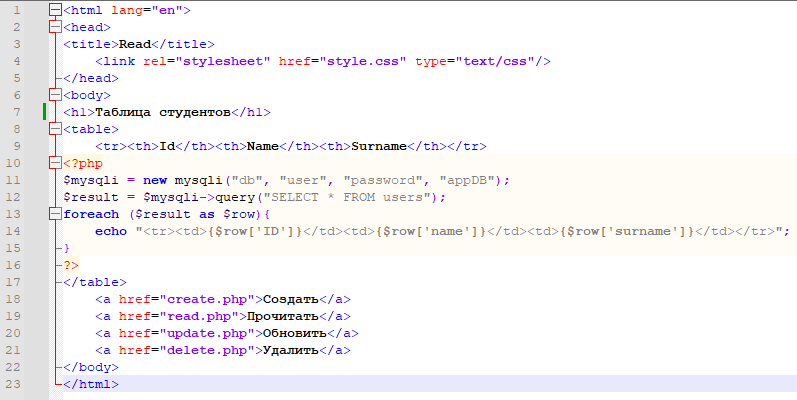 1 <html lang="en">
2 <head>
3 <title>Read</title>
4 <link rel="stylesheet" href="style.css" type="text/css"/>
5 </head>
6 <body>
7 <h1>Таблица студентов</h1>
8 <table>
9 <tr><th>Id</th><th>Name</th><th>Surname</th></tr>
10 <?php
11 $mysqli = new mysqli("db", "user", "password", "appDB");
12 $result = $mysqli->query("SELECT * FROM users");
13 foreach ($result as $row){
14 echo "<tr><td>{$row['ID']}</td><td>{$row['name']}</td><td>{$row['surname']}</td></tr>";
15 }
16 ?>
17 </table>
18 <a href="create.php">Создать</a>
19 <a href="read.php">Прочитать</a>
20 <a href="update.php">Обновить</a>
21 <a href="delete.php">Удалить</a>
22 </body>
23 </html>